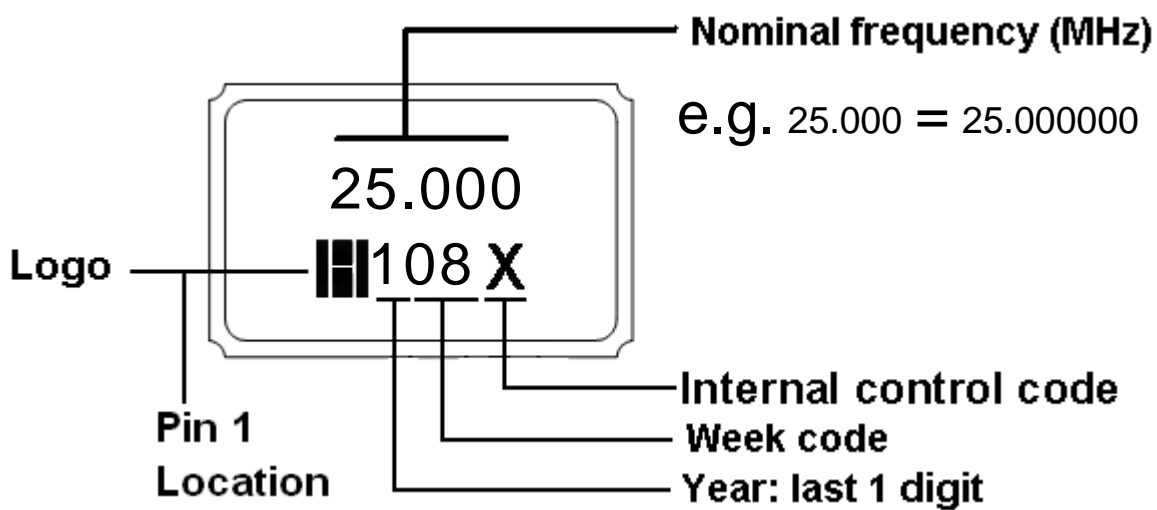 Nominal frequency (MHz)
e.g. 25.000 = 25.000000
25.000
Logo
108 X
Internal control code
Pin 1
Week code
Location
Year: last 1 digit